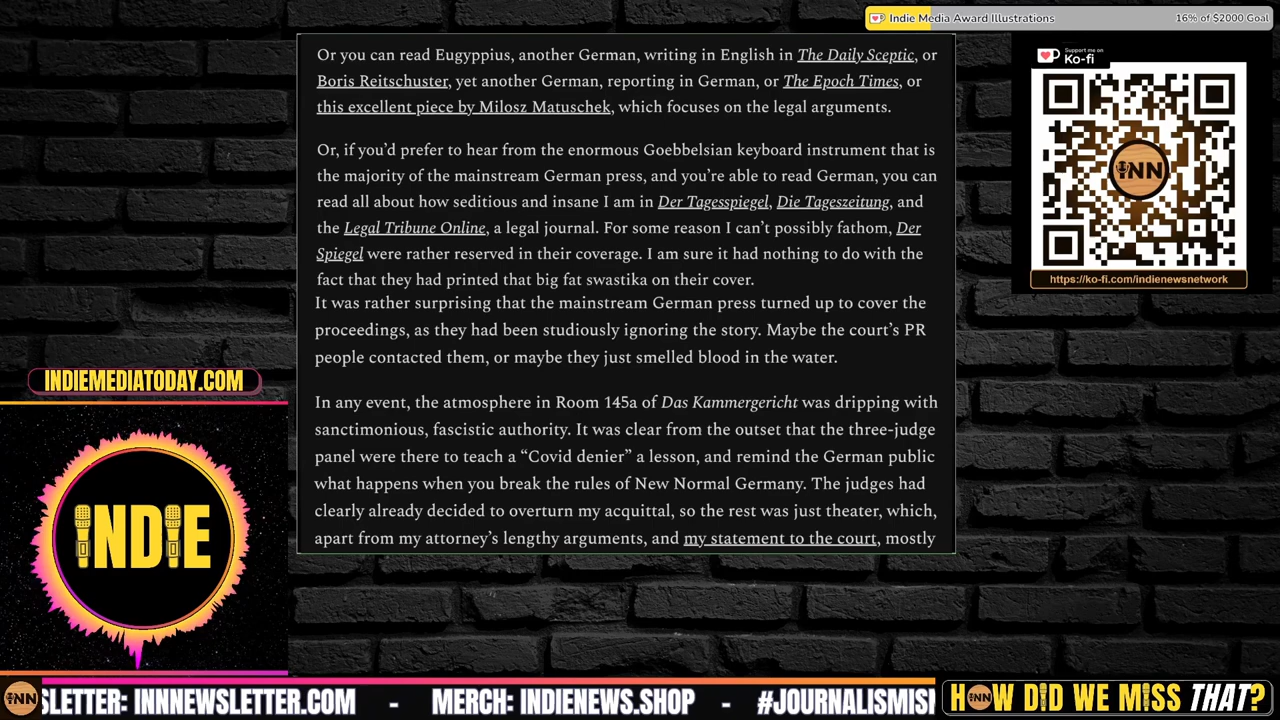 Indie Media Award Illustrations
16% of $2000 Goal
Or you can read Eugyppius, another German, writing in English in The Daily Sceptic, or
Boris Reitschuster, yet another German, reporting in German, or The Epoch Times, or
this excellent piece by Milosz Matuschek, which focuses on the legal arguments.
Or, if you’d prefer to hear from the enormous Goebbelsian keyboard instrument that is
the majority of the mainstream German press, and you’re able to read German, you can
read all about how seditious and insane I am in Der Tagesspiegel, Die Tageszeitung, and
the Legal Tribune Online, a legal journal. For some reason I can’t possibly fathom, Der
Spiegel were rather reserved in their coverage. I am sure it had nothing to do with the
fact that they had printed that big fat swastika on their cover.
It was rather surprising that the mainstream German press turned up to cover the
proceedings, as they had been studiously ignoring the story. Maybe the court’s PR
people contacted them, or maybe they just smelled blood in the water.
In any event, the atmosphere in Room 145a of Das Kammergericht was dripping with
sanctimonious, fascistic authority. It was clear from the outset that the three-judge
panel were there to teach a “Covid denier” a lesson, and remind the German public
what happens when you break the rules of New Normal Germany. The judges had
clearly already decided to overturn my acquittal, so the rest was just theater, which,
apart from my attorney’s lengthy arguments, and my statement to the court, mostly
Support me on
Ko-fi
INN
https://ko-fi.com/indienewsnetwork
INDIEMEDIATODAY.COM
INDIE
INN
SLETTER: INNNEWSLETTER.COM - MERCH: INDIENEWS.SHOP - #JOURNALISMISN
HOW DID WE MISS THAT?